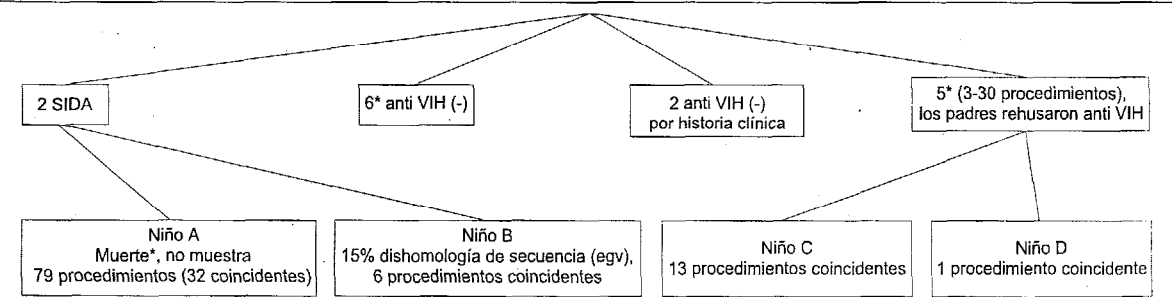 2 SIDA
6* anti VIH (-)
2 anti VIH (-)
por historia clínica
5* (3-30 procedimientos),
los padres rehusaron anti VIH
Niño A
Muerte*, no muestra
79 procedimientos (32 coincidentes)
Niño B
15% dishomología de secuencia (egv),
6 procedimientos coincidentes
Niño C
13 procedimientos coincidentes
Niño D
1 procedimiento coincidente